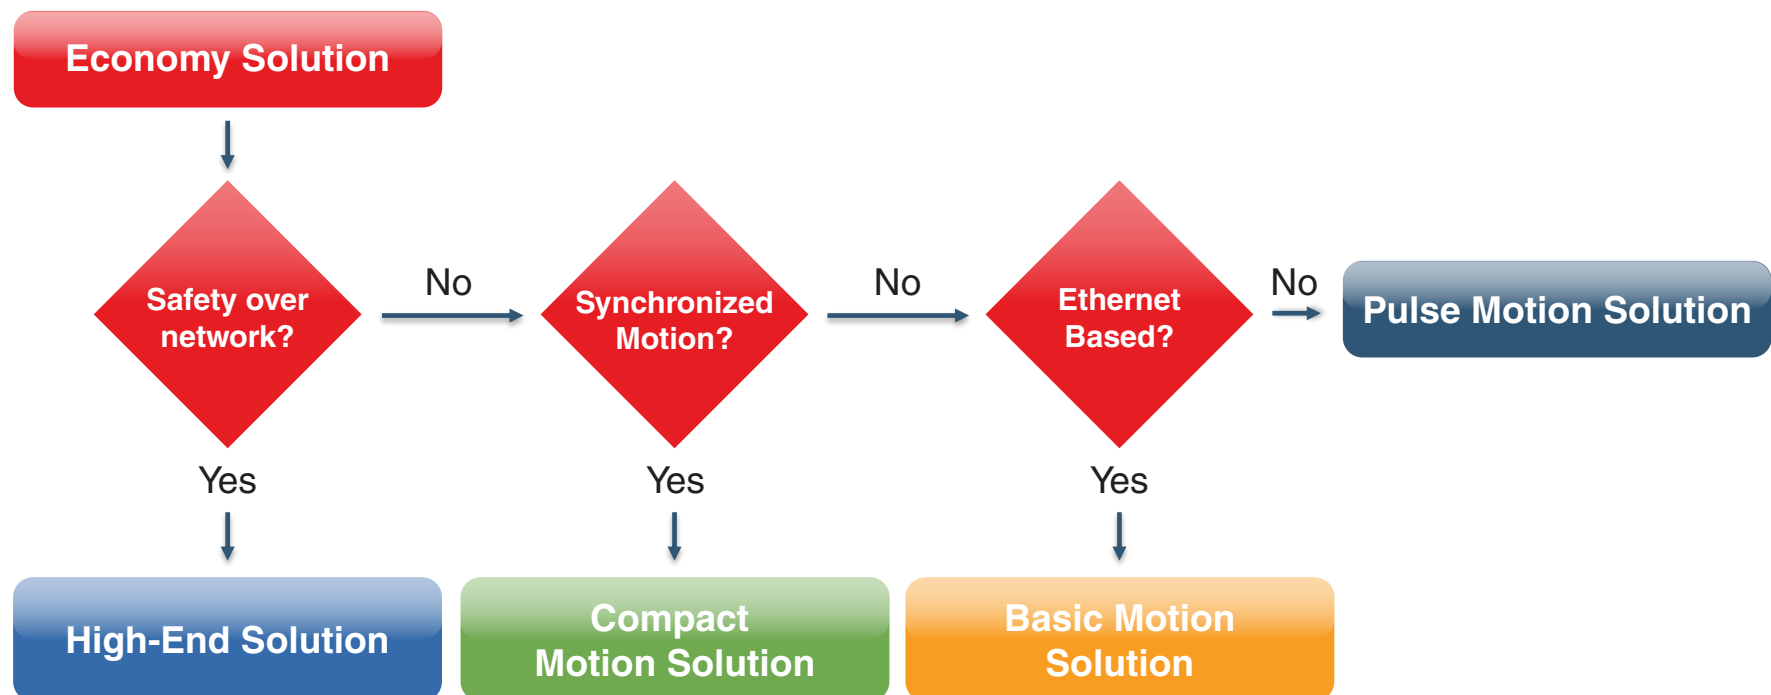 Economy Solution
Safety over
network?
No
Synchronized
Motion?
No
Ethernet
Based?
No
Pulse Motion Solution
Yes
Yes
Yes
High-End Solution
Compact
Motion Solution
Basic Motion
Solution